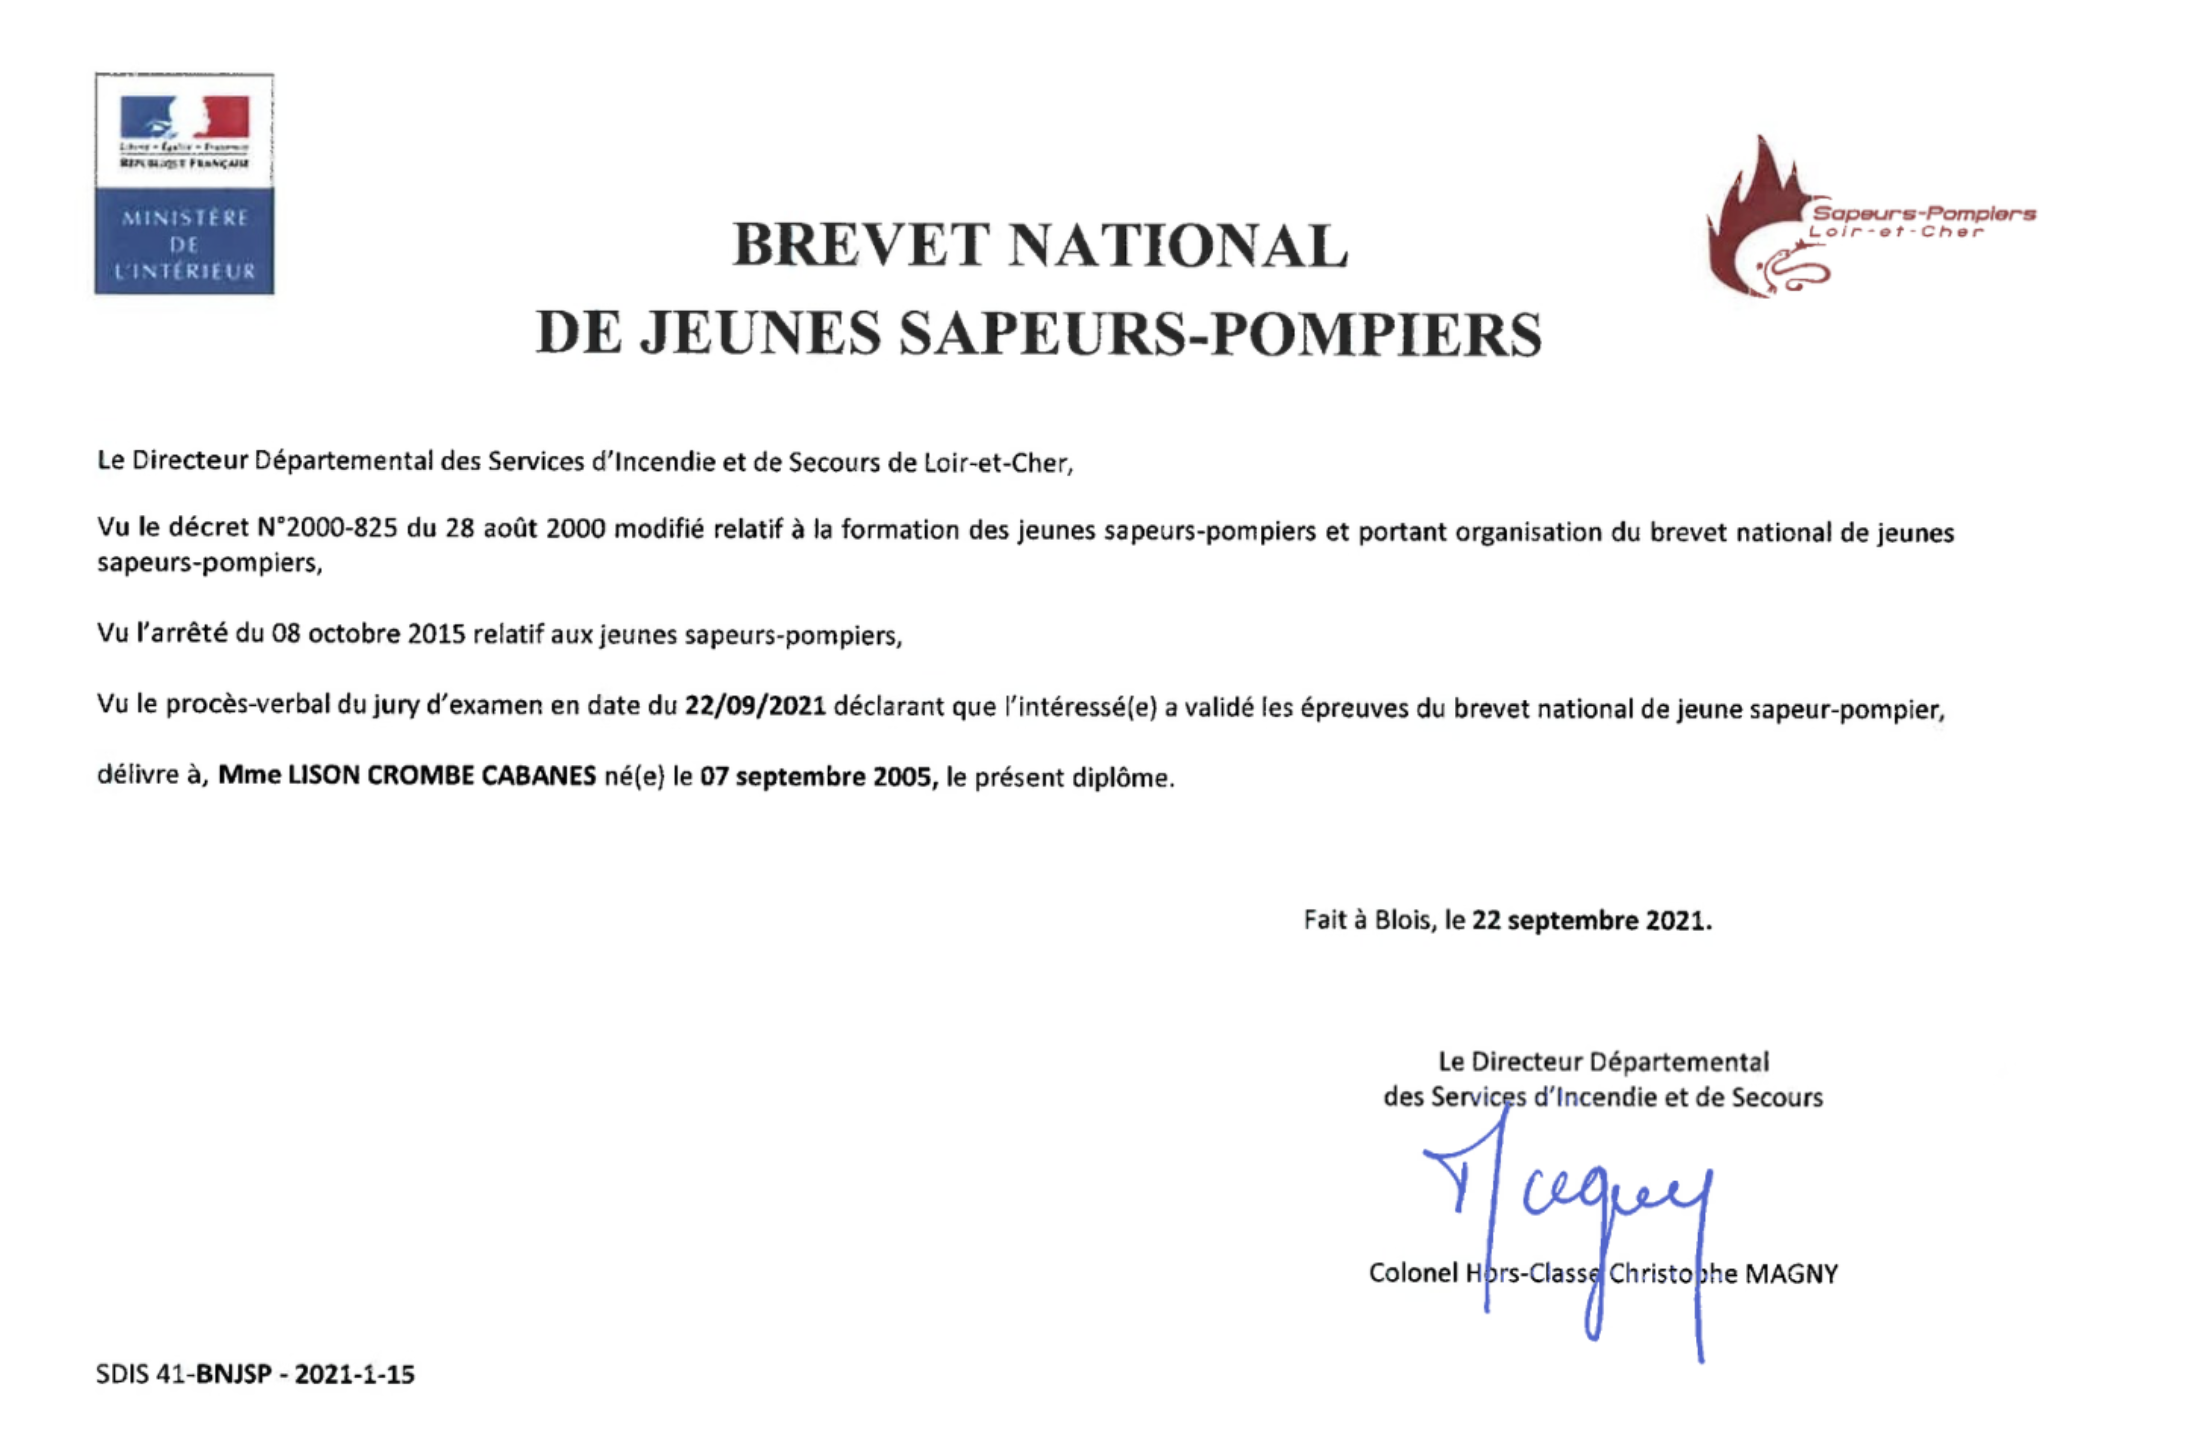 Liberté • Égalité • Fraternité
RÉPUBLIQUE FRANÇAISE
MINISTÈRE
DE
L'INTÉRIEUR
Sapeurs-Pompiers
Loir-et-Cher
BREVET NATIONAL
DE JEUNES SAPEURS-POMPIERS
Le Directeur Départemental des Services d'Incendie et de Secours de Loir-et-Cher,
Vu le décret N°2000-825 du 28 août 2000 modifié relatif à la formation des jeunes sapeurs-pompiers et portant organisation du brevet national de jeunes
sapeurs-pompiers,
Vu l'arrêté du 08 octobre 2015 relatif aux jeunes sapeurs-pompiers,
Vu le procès-verbal du jury d'examen en date du 22/09/2021 déclarant que l'intéressé(e) a validé les épreuves du brevet national de jeune sapeur-pompier,
délivre à, Mme LISON CROMBE CABANES né(e) le 07 septembre 2005, le présent diplôme.
Fait à Blois, le 22 septembre 2021.
Le Directeur Départemental
des Services d'Incendie et de Secours
Magny
Colonel Hors-Classe Christophe MAGNY
SDIS 41-BNJSP - 2021-1-15